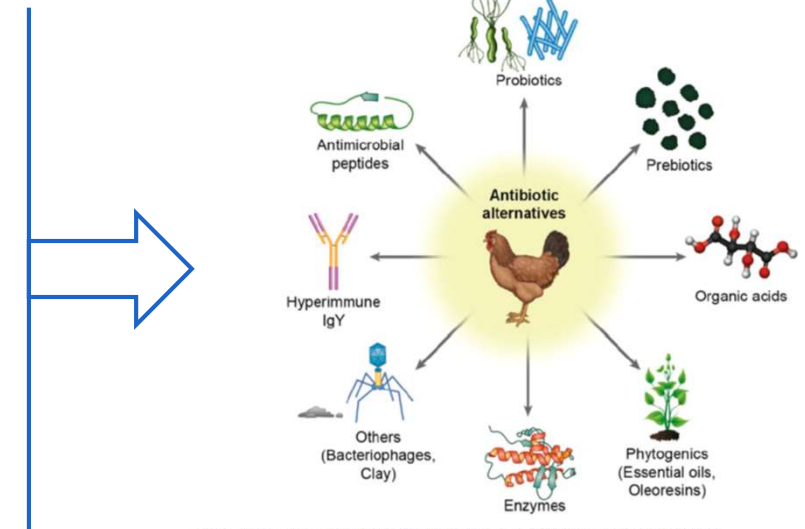 Probiotics
Antimicrobial
peptides
Prebiotics
Antibiotic
alternatives
Hyperimmune
IgY
Organic acids
Others
(Bacteriophages,
Clay)
Phytogenics
(Essential oils,
Oleoresins)
Enzymes